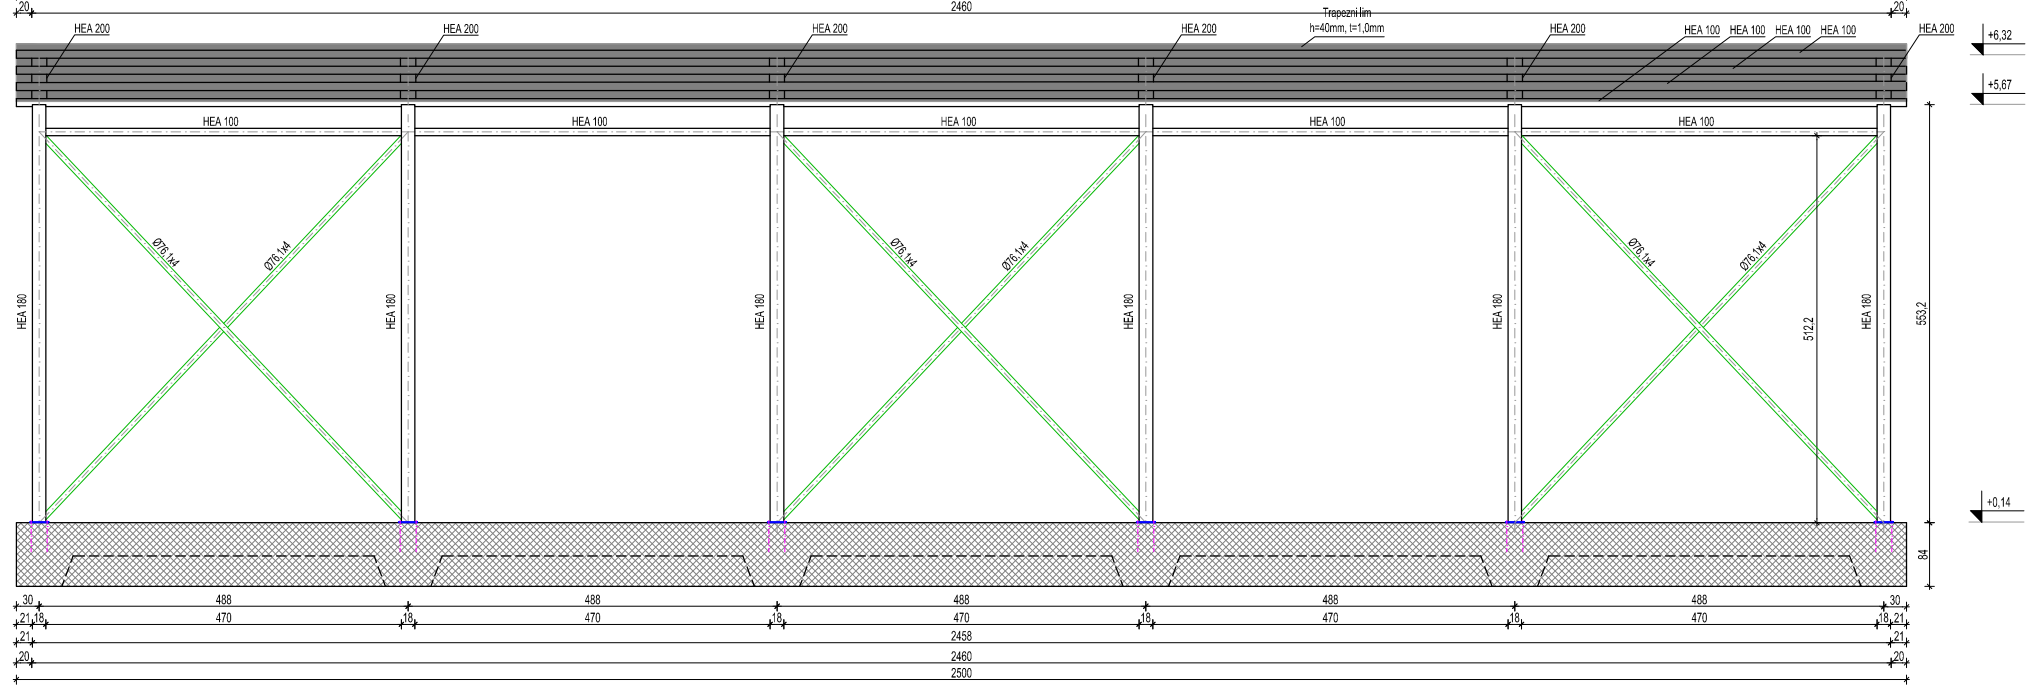 20 2460 20
Trapezni lim
h=40mm, t=1,0mm
HEA 200 HEA 200 HEA 200 HEA 200 HEA 200 HEA 100 HEA 100 HEA 100 HEA 100 HEA 200
+6,32
+5,67
HEA 100 HEA 100 HEA 100 HEA 100 HEA 100
Ø76,1x4 Ø76,1x4 Ø76,1x4 Ø76,1x4 Ø76,1x4 Ø76,1x4
HEA 180 HEA 180 HEA 180 HEA 180 HEA 180 HEA 180
512,2
553,2
+0,14
84
30 488 488 488 488 488 30
21 18 470 18 470 18 470 18 470 18 470 18 21
21 2458 21
20 2460 20
2500